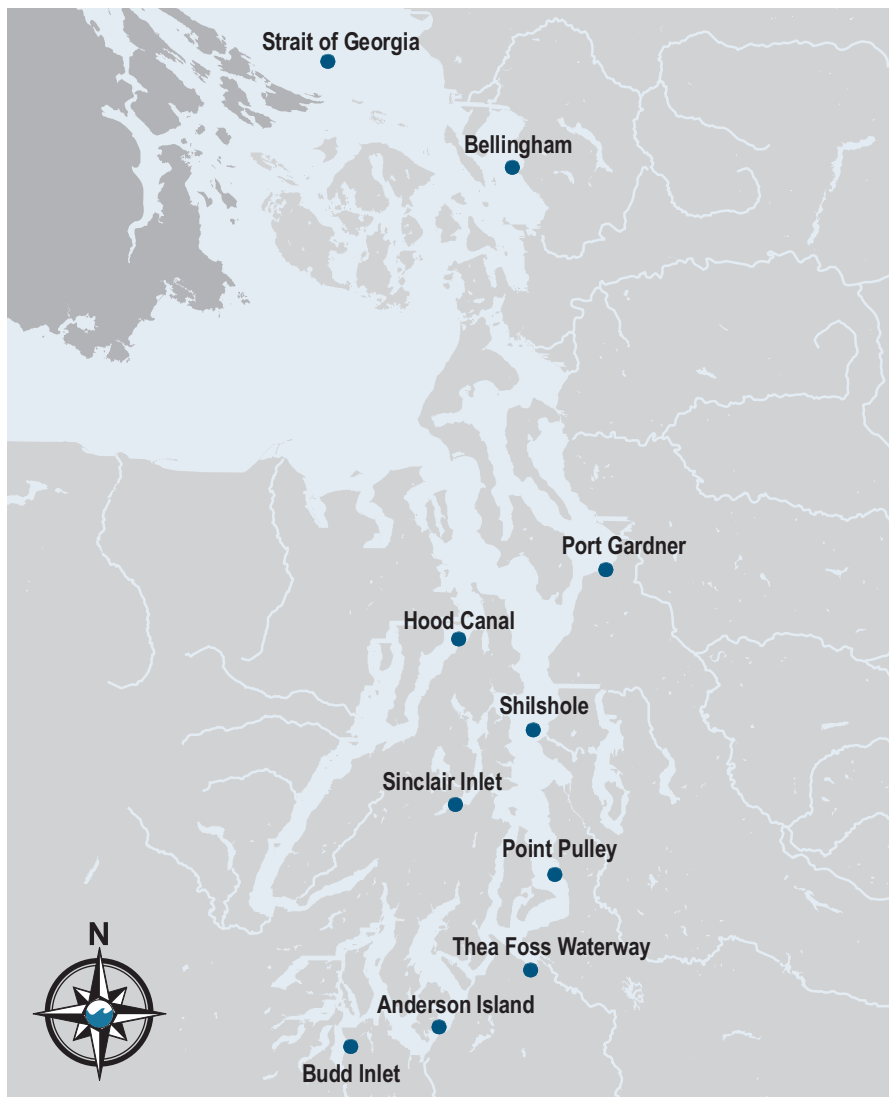 Strait of Georgia
Bellingham
Port Gardner
Hood Canal
Shilshole
Sinclair Inlet
Point Pulley
N
Thea Foss Waterway
Anderson Island
Budd Inlet